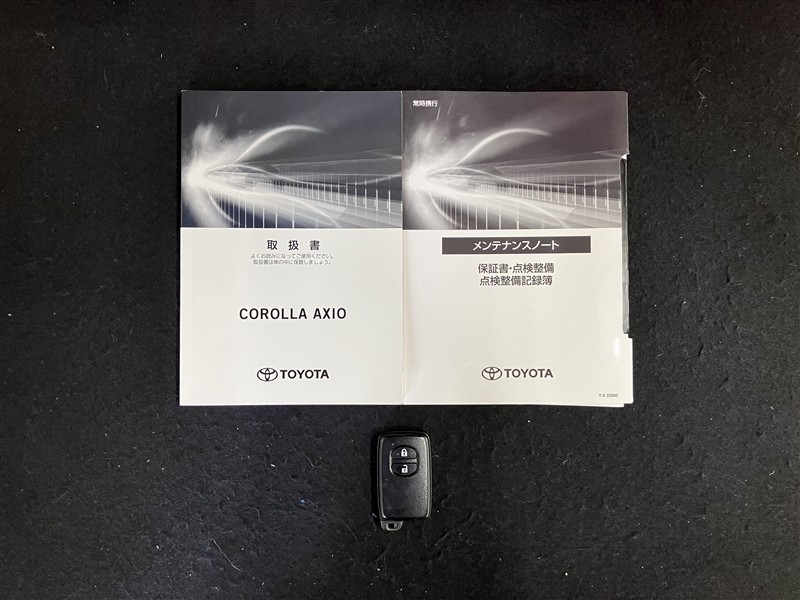 取扱書
よくお読みになってご使用ください。
取扱書は車の中に保管しましょう。
COROLLA AXIO
TOYOTA
常時携行
メンテナンスノート
保証書・点検整備
点検整備記録簿
TOYOTA